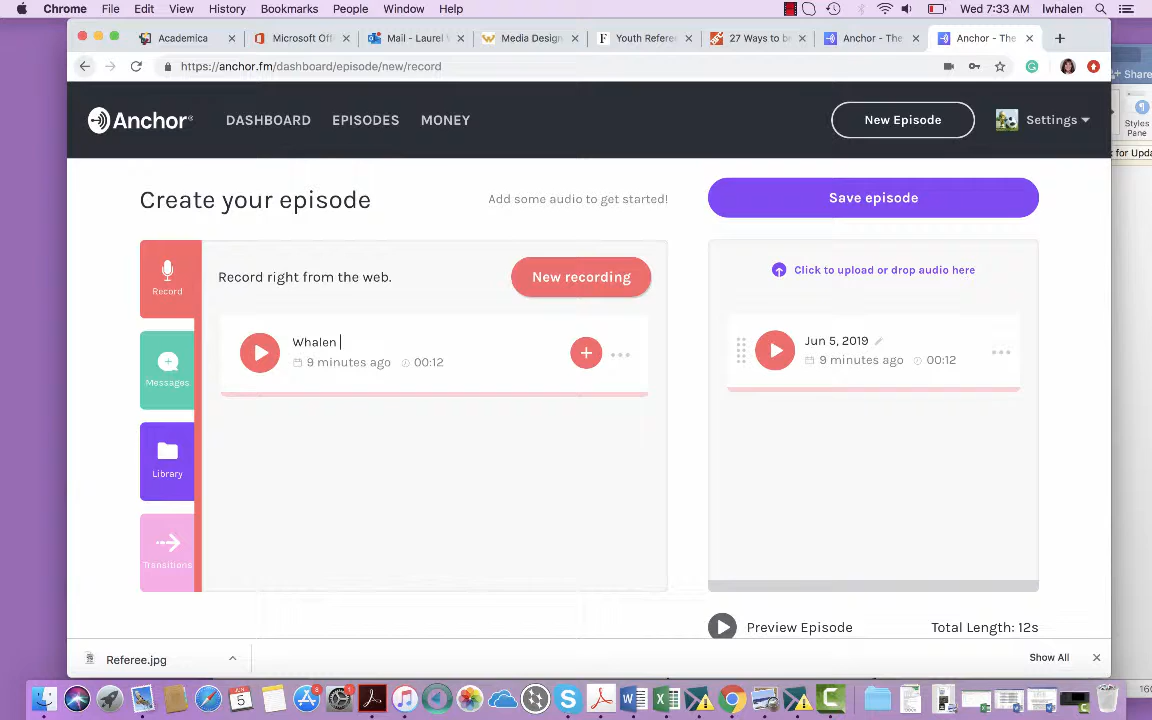 Chrome File Edit View History Bookmarks People Window Help Wed 7:33 AM lwhalen
Academica Microsoft Off Mail - Laurel Media Design Youth Refere 27 Ways to b Anchor - The Anchor - The
https://anchor.fm/dashboard/episode/new/record
Share
Anchor DASHBOARD EPISODES MONEY New Episode Settings
Styles
Pane
for Upda
Create your episode Add some audio to get started! Save episode
Record right from the web. New recording Click to upload or drop audio here
Record
Whalen Jun 5, 2019
9 minutes ago 00:12 9 minutes ago 00:12
Messages
Library
Transitions
Preview Episode Total Length: 12s
Referee.jpg Show All